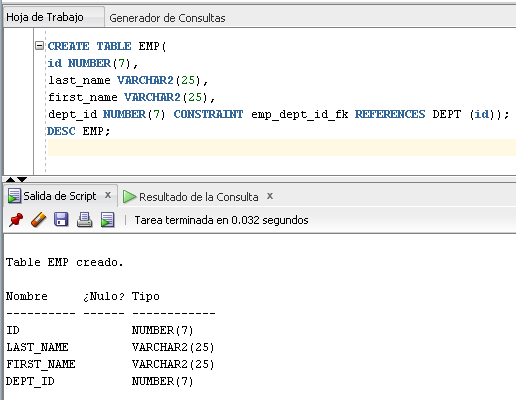 Hoja de Trabajo Generador de Consultas
CREATE TABLE EMP(
id NUMBER(7),
last_name VARCHAR2(25),
first_name VARCHAR2(25),
dept_id NUMBER(7) CONSTRAINT emp_dept_id_fk REFERENCES DEPT (id));
DESC EMP;
Salida de Script x Resultado de la Consulta x
Tarea terminada en 0.032 segundos
Table EMP creado.
Nombre ¿Nulo? Tipo
---------- ------ ------------
ID NUMBER(7)
LAST_NAME VARCHAR2(25)
FIRST_NAME VARCHAR2(25)
DEPT_ID NUMBER(7)